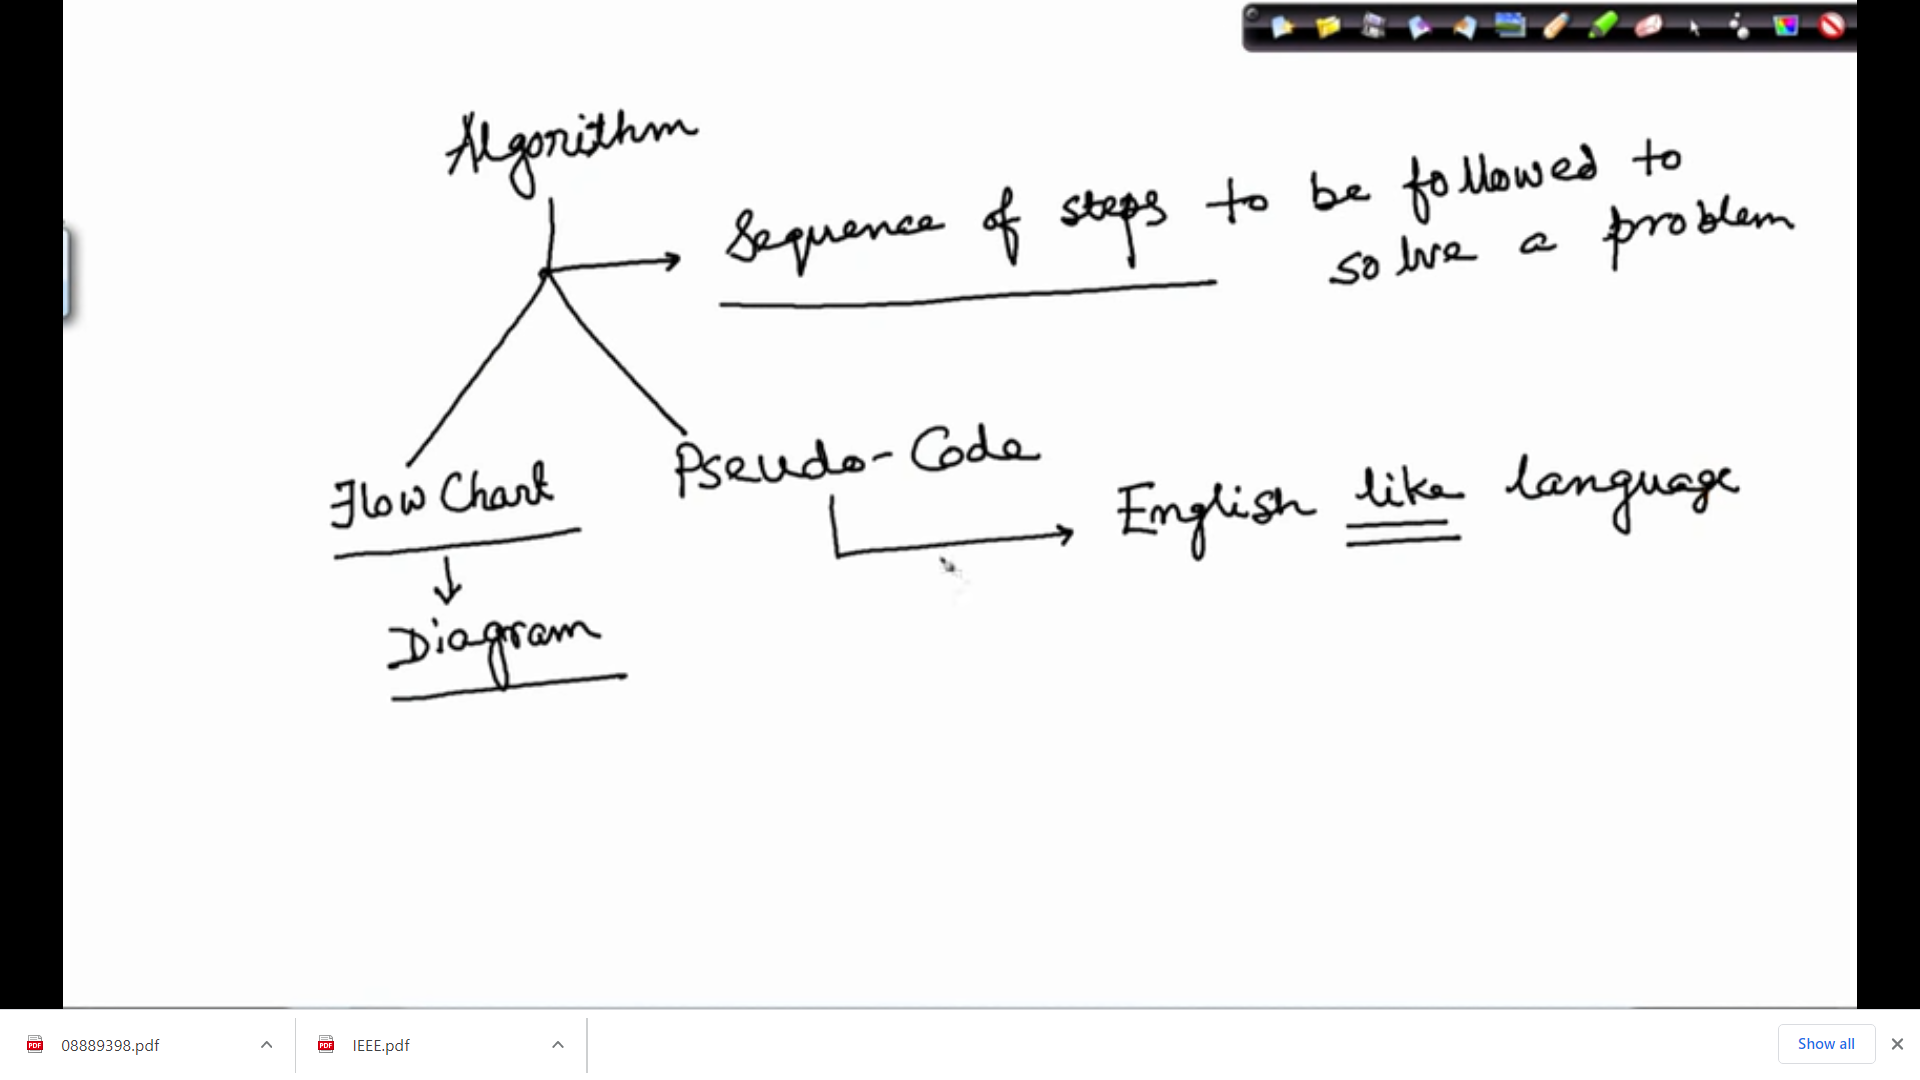 Algorithm
Sequence of steps to be followed to
solve a problem
Flow Chart
Pseudo-Code
English like language
Diagram
08889398.pdf
IEEE.pdf
Show all